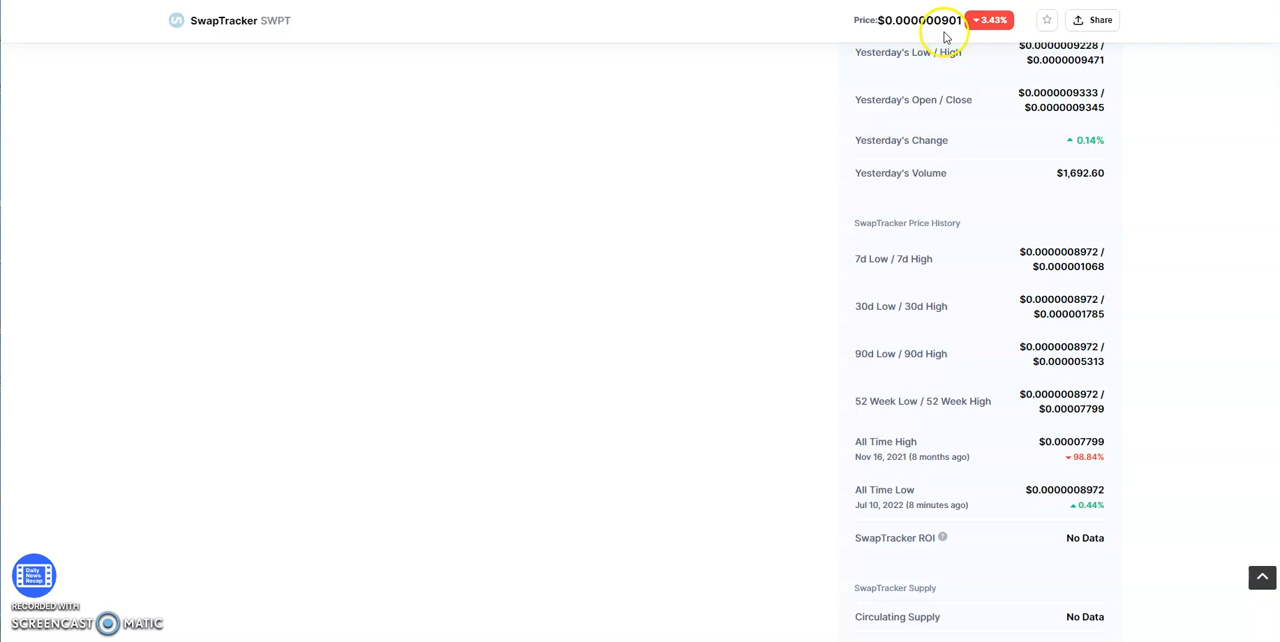 SwapTracker SWPT
Price:$0.000000901 3.43%
Share
Yesterday's Low / High
$0.0000009228 /
$0.0000009471
Yesterday's Open / Close
$0.0000009333 /
$0.0000009345
Yesterday's Change
0.14%
Yesterday's Volume
$1,692.60
SwapTracker Price History
7d Low / 7d High
$0.0000008972 /
$0.000001068
30d Low / 30d High
$0.0000008972 /
$0.000001785
90d Low / 90d High
$0.0000008972 /
$0.000005313
52 Week Low / 52 Week High
$0.0000008972 /
$0.00007799
All Time High
$0.00007799
Nov 16, 2021 (8 months ago)
98.84%
All Time Low
$0.0000008972
Jul 10, 2022 (8 minutes ago)
0.44%
SwapTracker ROI ?
No Data
SwapTracker Supply
Circulating Supply
No Data
Daily
News
Recap
RECORDED WITH
SCREENCAST MATIC